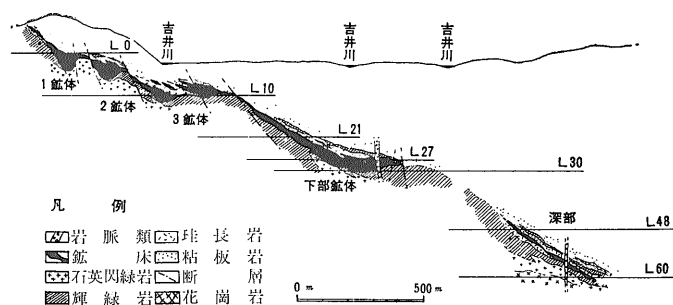 吉井川
吉井川
吉井川
L 0
1鉱体
2鉱体
3鉱体
L 10
L 21
L 27
L 30
下部鉱体
深部
L 48
L 60
凡例
岩脈類
珪長岩
鉱床
粘板岩
石英閃緑岩
断層
輝緑岩
花崗岩
0 m
500 m